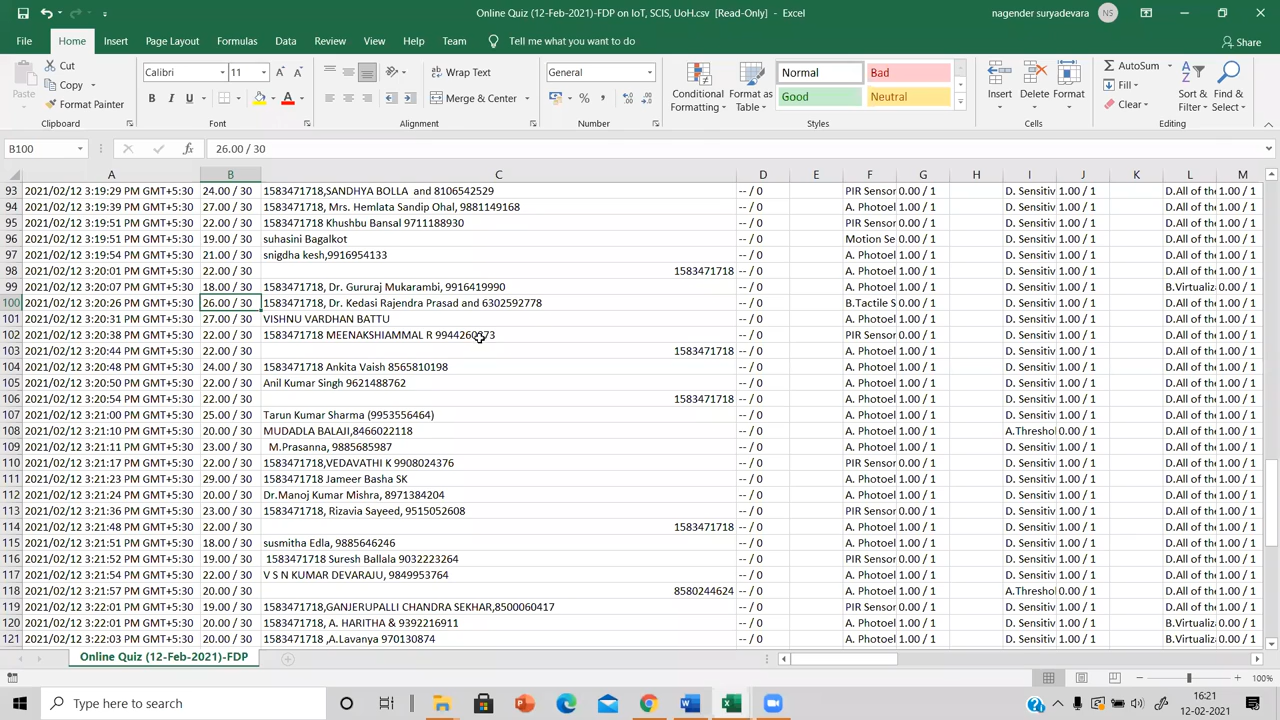 Online Quiz (12-Feb-2021)-FDP on IoT, SCIS, UoH.csv [Read-Only] - Excel
nagender suryadevara NS
File Home Insert Page Layout Formulas Data Review View Help Team Tell me what you want to do Share
Cut
Copy
Format Painter
Paste
Calibri 11
B I U
Wrap Text
Merge & Center
General
Conditional Formatting
Format as Table
Normal Bad
Good Neutral
Insert Delete Format
AutoSum
Fill
Clear
Sort & Filter
Find & Select
Clipboard Font Alignment Number Styles Cells Editing
B100 fx 26.00 / 30
A B C D E F G H I J K L M
93 2021/02/12 3:19:29 PM GMT+5:30 24.00 / 30 1583471718,SANDHYA BOLLA and 8106542529 -- / 0 PIR Sensor 0.00 / 1 D. Sensitiv 1.00 / 1 D.All of the 1.00 / 1
94 2021/02/12 3:19:39 PM GMT+5:30 27.00 / 30 1583471718, Mrs. Hemlata Sandip Ohal, 9881149168 -- / 0 A. Photoel 1.00 / 1 D. Sensitiv 1.00 / 1 D.All of the 1.00 / 1
95 2021/02/12 3:19:51 PM GMT+5:30 22.00 / 30 1583471718 Khushbu Bansal 9711188930 -- / 0 PIR Sensor 0.00 / 1 D. Sensitiv 1.00 / 1 D.All of the 1.00 / 1
96 2021/02/12 3:19:51 PM GMT+5:30 19.00 / 30 suhasini Bagalkot -- / 0 Motion Se 0.00 / 1 D. Sensitiv 1.00 / 1 D.All of the 1.00 / 1
97 2021/02/12 3:19:54 PM GMT+5:30 21.00 / 30 snigdha kesh,9916954133 -- / 0 A. Photoel 1.00 / 1 D. Sensitiv 1.00 / 1 D.All of the 1.00 / 1
98 2021/02/12 3:20:01 PM GMT+5:30 22.00 / 30 1583471718 -- / 0 A. Photoel 1.00 / 1 D. Sensitiv 1.00 / 1 D.All of the 1.00 / 1
99 2021/02/12 3:20:07 PM GMT+5:30 18.00 / 30 1583471718, Dr. Gururaj Mukarambi, 9916419990 -- / 0 A. Photoel 1.00 / 1 D. Sensitiv 1.00 / 1 B.Virtualiza 0.00 / 1
100 2021/02/12 3:20:26 PM GMT+5:30 26.00 / 30 1583471718, Dr. Kedasi Rajendra Prasad and 6302592778 -- / 0 B.Tactile S 0.00 / 1 D. Sensitiv 1.00 / 1 D.All of the 1.00 / 1
101 2021/02/12 3:20:31 PM GMT+5:30 27.00 / 30 VISHNU VARDHAN BATTU -- / 0 A. Photoel 1.00 / 1 D. Sensitiv 1.00 / 1 D.All of the 1.00 / 1
102 2021/02/12 3:20:38 PM GMT+5:30 22.00 / 30 1583471718 MEENAKSHIAMMAL R -- / 0 PIR Sensor 0.00 / 1 D. Sensitiv 1.00 / 1 D.All of the 1.00 / 1
103 2021/02/12 3:20:44 PM GMT+5:30 22.00 / 30 1583471718 -- / 0 A. Photoel 1.00 / 1 D. Sensitiv 1.00 / 1 D.All of the 1.00 / 1
104 2021/02/12 3:20:48 PM GMT+5:30 24.00 / 30 1583471718 Ankita Vaish 8565810198 -- / 0 A. Photoel 1.00 / 1 D. Sensitiv 1.00 / 1 D.All of the 1.00 / 1
105 2021/02/12 3:20:50 PM GMT+5:30 22.00 / 30 Anil Kumar Singh 9621488762 -- / 0 A. Photoel 1.00 / 1 D. Sensitiv 1.00 / 1 D.All of the 1.00 / 1
106 2021/02/12 3:20:54 PM GMT+5:30 22.00 / 30 1583471718 -- / 0 A. Photoel 1.00 / 1 D. Sensitiv 1.00 / 1 D.All of the 1.00 / 1
107 2021/02/12 3:21:00 PM GMT+5:30 25.00 / 30 Tarun Kumar Sharma (9953556464) -- / 0 A. Photoel 1.00 / 1 D. Sensitiv 1.00 / 1 D.All of the 1.00 / 1
108 2021/02/12 3:21:10 PM GMT+5:30 20.00 / 30 MUDADLA BALAJI,8466022118 -- / 0 A. Photoel 1.00 / 1 A.Threshol 0.00 / 1 D.All of the 1.00 / 1
109 2021/02/12 3:21:11 PM GMT+5:30 23.00 / 30 M.Prasanna, 9885685987 -- / 0 A. Photoel 1.00 / 1 D. Sensitiv 1.00 / 1 D.All of the 1.00 / 1
110 2021/02/12 3:21:17 PM GMT+5:30 22.00 / 30 1583471718,VEDAVATHI K 9908024376 -- / 0 PIR Sensor 0.00 / 1 D. Sensitiv 1.00 / 1 D.All of the 1.00 / 1
111 2021/02/12 3:21:23 PM GMT+5:30 29.00 / 30 1583471718 Jameer Basha SK -- / 0 A. Photoel 1.00 / 1 D. Sensitiv 1.00 / 1 D.All of the 1.00 / 1
112 2021/02/12 3:21:24 PM GMT+5:30 20.00 / 30 Dr.Manoj Kumar Mishra, 8971384204 -- / 0 A. Photoel 1.00 / 1 D. Sensitiv 1.00 / 1 D.All of the 1.00 / 1
113 2021/02/12 3:21:36 PM GMT+5:30 23.00 / 30 1583471718, Rizavia Sayeed, 9515052608 -- / 0 A. Photoel 1.00 / 1 D. Sensitiv 1.00 / 1 D.All of the 1.00 / 1
114 2021/02/12 3:21:48 PM GMT+5:30 22.00 / 30 1583471718 -- / 0 A. Photoel 1.00 / 1 D. Sensitiv 1.00 / 1 D.All of the 1.00 / 1
115 2021/02/12 3:21:51 PM GMT+5:30 18.00 / 30 susmitha Edla, 9885646246 -- / 0 A. Photoel 1.00 / 1 D. Sensitiv 1.00 / 1 D.All of the 1.00 / 1
116 2021/02/12 3:21:52 PM GMT+5:30 19.00 / 30 1583471718 Suresh Ballala 9032223264 -- / 0 PIR Sensor 0.00 / 1 D. Sensitiv 1.00 / 1 D.All of the 1.00 / 1
117 2021/02/12 3:21:54 PM GMT+5:30 22.00 / 30 V S N KUMAR DEVARAJU, 9849953764 -- / 0 A. Photoel 1.00 / 1 D. Sensitiv 1.00 / 1 D.All of the 1.00 / 1
118 2021/02/12 3:21:57 PM GMT+5:30 20.00 / 30 8580244624 -- / 0 A. Photoel 1.00 / 1 A.Threshol 0.00 / 1 D.All of the 1.00 / 1
119 2021/02/12 3:22:01 PM GMT+5:30 19.00 / 30 1583471718,GANJERUPALLI CHANDRA SEKHAR,8500060417 -- / 0 PIR Sensor 0.00 / 1 D. Sensitiv 1.00 / 1 D.All of the 1.00 / 1
120 2021/02/12 3:22:01 PM GMT+5:30 20.00 / 30 1583471718, A. HARITHA & 9392216911 -- / 0 A. Photoel 1.00 / 1 D. Sensitiv 1.00 / 1 B.Virtualiza 0.00 / 1
121 2021/02/12 3:22:03 PM GMT+5:30 20.00 / 30 1583471718 ,A.Lavanya 970130874 -- / 0 A. Photoel 1.00 / 1 D. Sensitiv 1.00 / 1 B.Virtualiza 0.00 / 1
Online Quiz (12-Feb-2021)-FDP
100%
Type here to search
16:21
12-02-2021